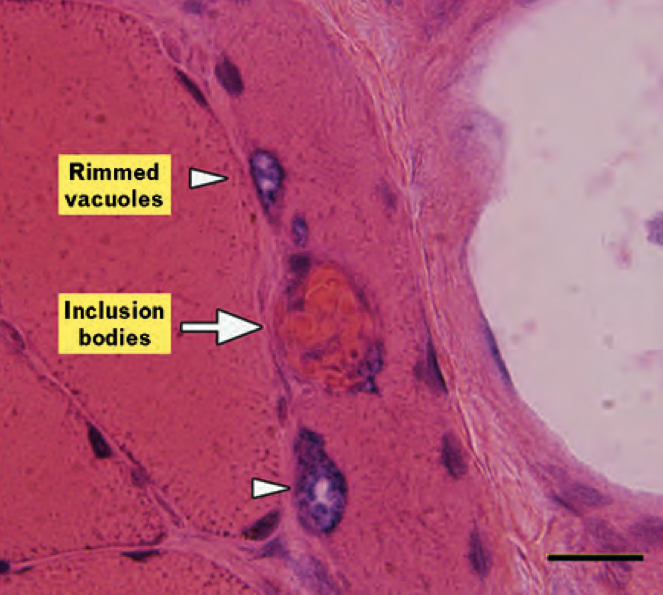 Rimmed
vacuoles
Inclusion
bodies